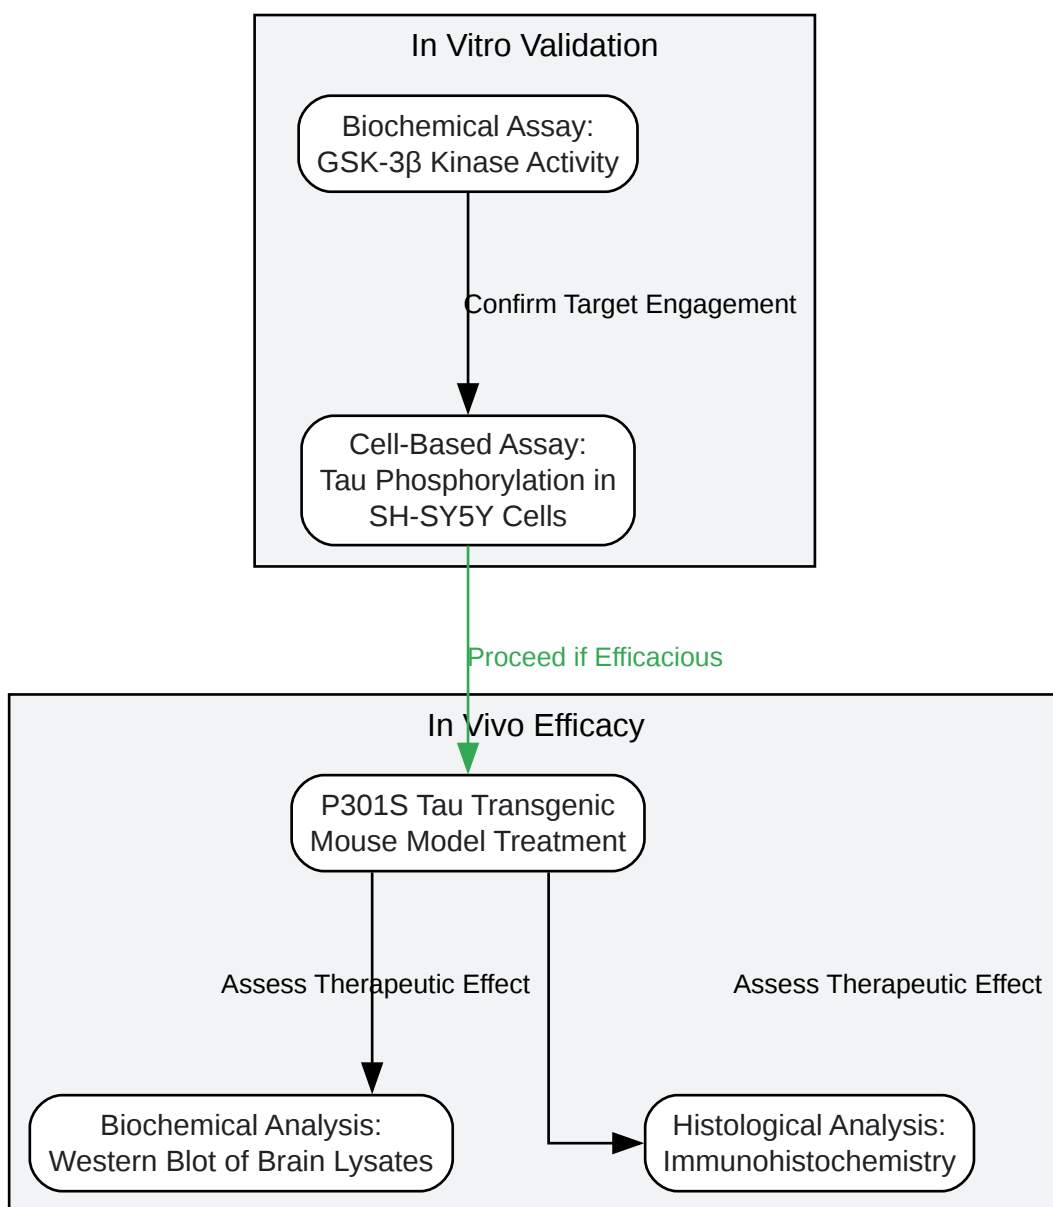 In Vitro Validation
Biochemical Assay:
GSK-3β Kinase Activity
Confirm Target Engagement
Cell-Based Assay:
Tau Phosphorylation in
SH-SY5Y Cells
Proceed if Efficacious
In Vivo Efficacy
P301S Tau Transgenic
Mouse Model Treatment
Assess Therapeutic Effect
Assess Therapeutic Effect
Biochemical Analysis:
Western Blot of Brain Lysates
Histological Analysis:
Immunohistochemistry